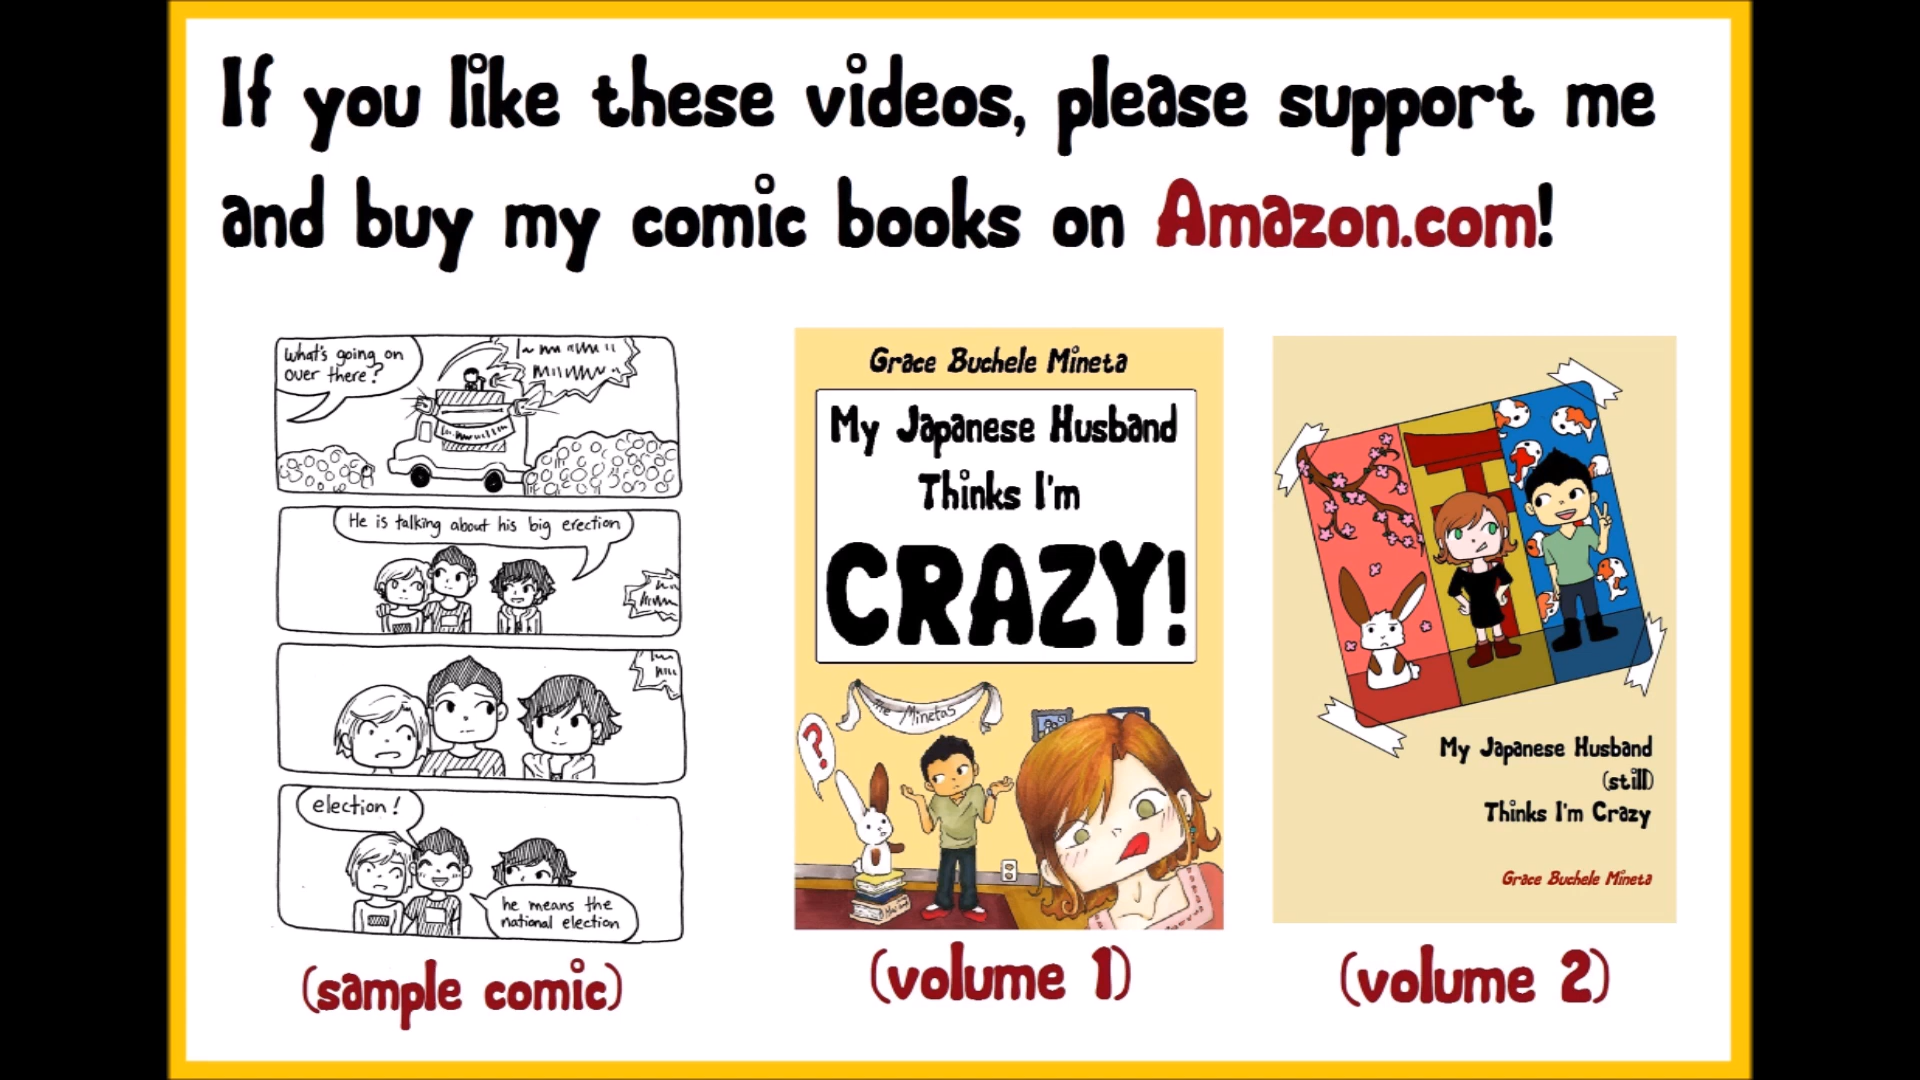 If you like these videos, please support me
and buy my comic books on Amazon.com!
What's going on
over there?
He is talking about his big erection
election!
he means the
national election
(sample comic)
Grace Buchele Mineta
My Japanese Husband
Thinks I'm
CRAZY!
The Minetas
?
(volume 1)
My Japanese Husband
(still)
Thinks I'm Crazy
Grace Buchele Mineta
(volume 2)